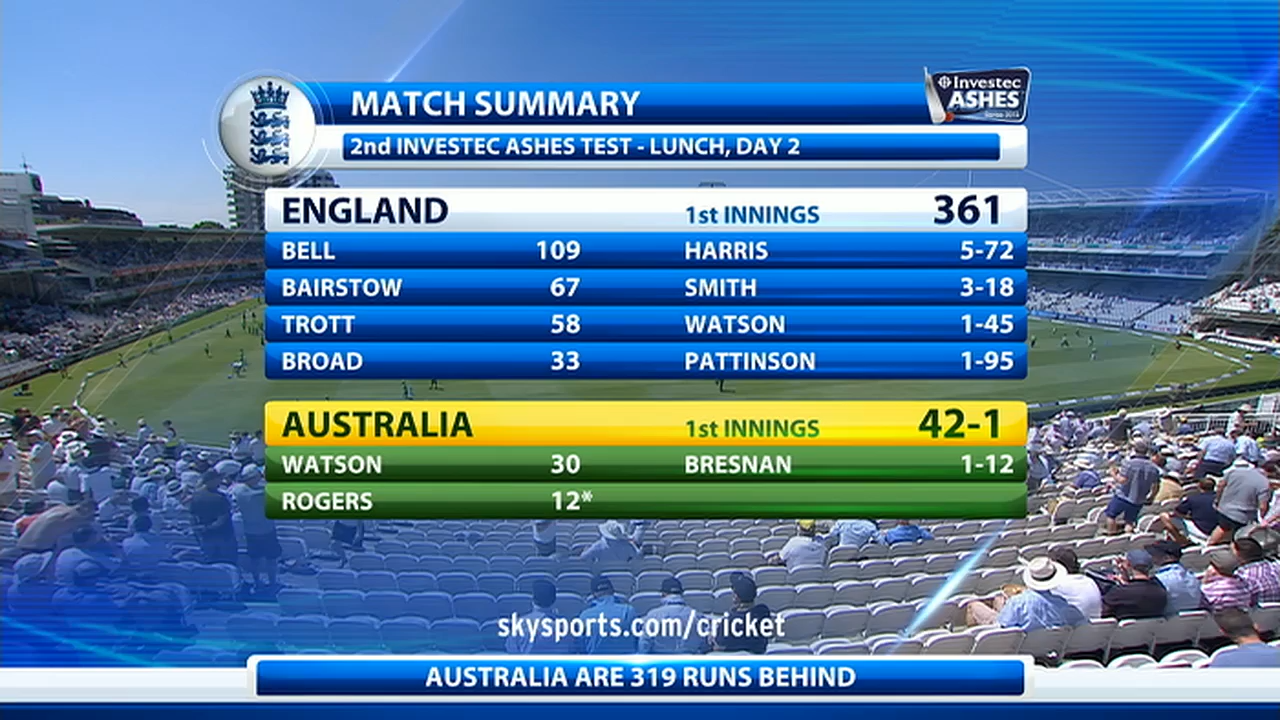 MATCH SUMMARY
Investec
ASHES
2nd INVESTEC ASHES TEST - LUNCH, DAY 2
ENGLAND 1st INNINGS 361
BELL 109 HARRIS 5-72
BAIRSTOW 67 SMITH 3-18
TROTT 58 WATSON 1-45
BROAD 33 PATTINSON 1-95
AUSTRALIA 1st INNINGS 42-1
WATSON 30 BRESNAN 1-12
ROGERS 12*
skysports.com/cricket
AUSTRALIA ARE 319 RUNS BEHIND